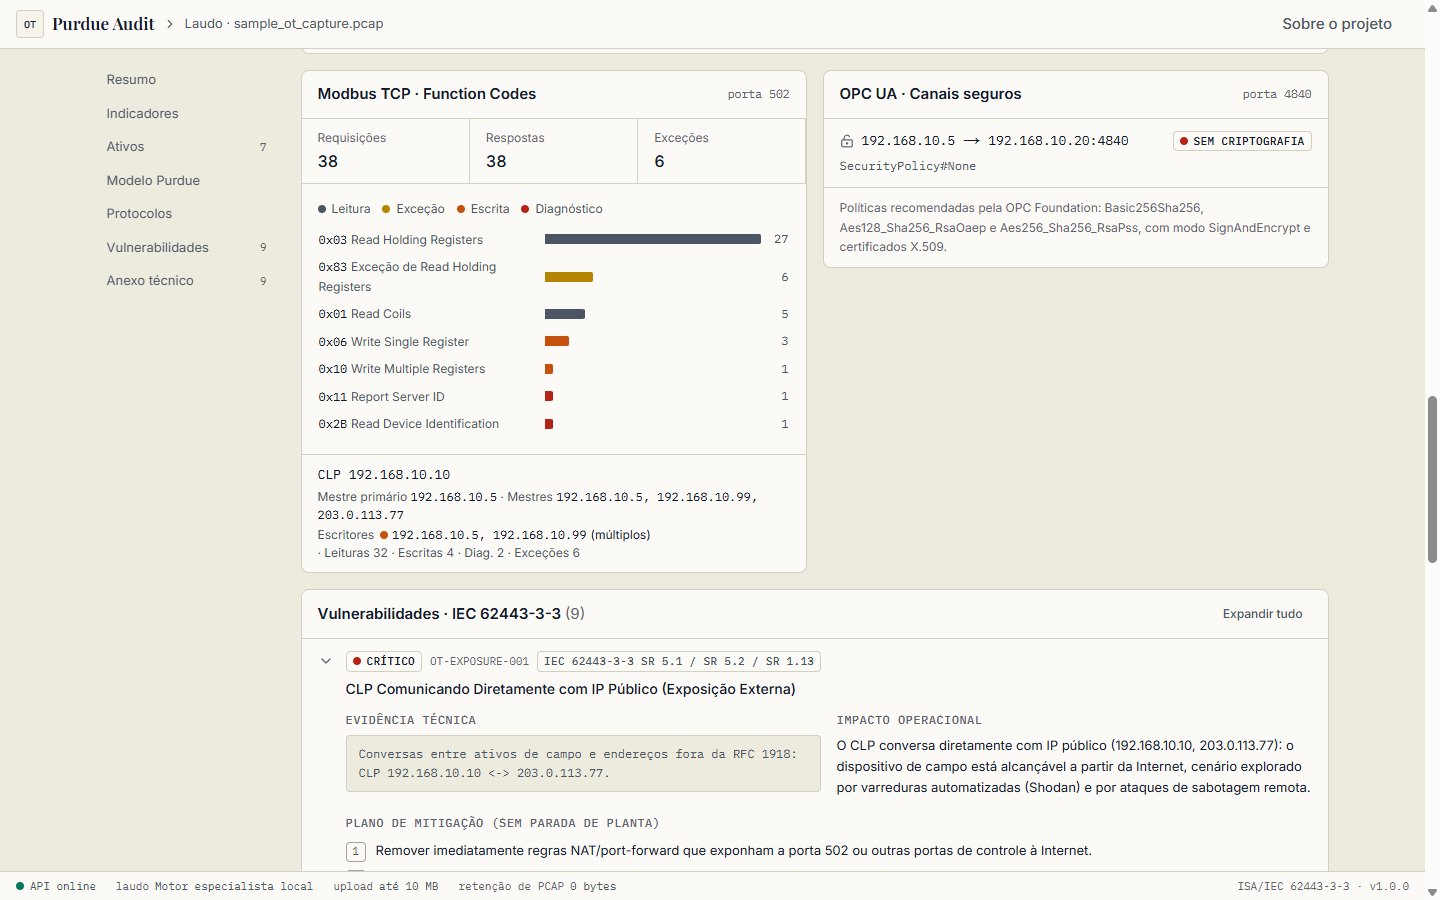 OT Purdue Audit > Laudo · sample_ot_capture.pcap
Sobre o projeto
Resumo
Indicadores
Ativos 7
Modelo Purdue
Protocolos
Vulnerabilidades 9
Anexo técnico 9
Modbus TCP · Function Codes porta 502
Requisições Respostas Exceções
38 38 6
Leitura Exceção Escrita Diagnóstico
0x03 Read Holding Registers 27
0x83 Exceção de Read Holding
Registers 6
0x01 Read Coils 5
0x06 Write Single Register 3
0x10 Write Multiple Registers 1
0x11 Report Server ID 1
0x2B Read Device Identification 1
CLP 192.168.10.10
Mestre primário 192.168.10.5 · Mestres 192.168.10.5, 192.168.10.99,
203.0.113.77
Escritores 192.168.10.5, 192.168.10.99 (múltiplos)
· Leituras 32 · Escritas 4 · Diag. 2 · Exceções 6
OPC UA · Canais seguros porta 4840
192.168.10.5 → 192.168.10.20:4840 SEM CRIPTOGRAFIA
SecurityPolicy#None
Políticas recomendadas pela OPC Foundation: Basic256Sha256,
Aes128_Sha256_RsaOaep e Aes256_Sha256_RsaPss, com modo SignAndEncrypt e
certificados X.509.
Vulnerabilidades · IEC 62443-3-3 (9) Expandir tudo
CRÍTICO OT-EXPOSURE-001 IEC 62443-3-3 SR 5.1 / SR 5.2 / SR 1.13
CLP Comunicando Diretamente com IP Público (Exposição Externa)
EVIDÊNCIA TÉCNICA
Conversas entre ativos de campo e endereços fora da RFC 1918:
CLP 192.168.10.10 <-> 203.0.113.77.
IMPACTO OPERACIONAL
O CLP conversa diretamente com IP público (192.168.10.10, 203.0.113.77): o
dispositivo de campo está alcançável a partir da Internet, cenário explorado
por varreduras automatizadas (Shodan) e por ataques de sabotagem remota.
PLANO DE MITIGAÇÃO (SEM PARADA DE PLANTA)
1 Remover imediatamente regras NAT/port-forward que exponham a porta 502 ou outras portas de controle à Internet.
API online laudo Motor especialista local upload até 10 MB retenção de PCAP 0 bytes
ISA/IEC 62443-3-3 · v1.0.0